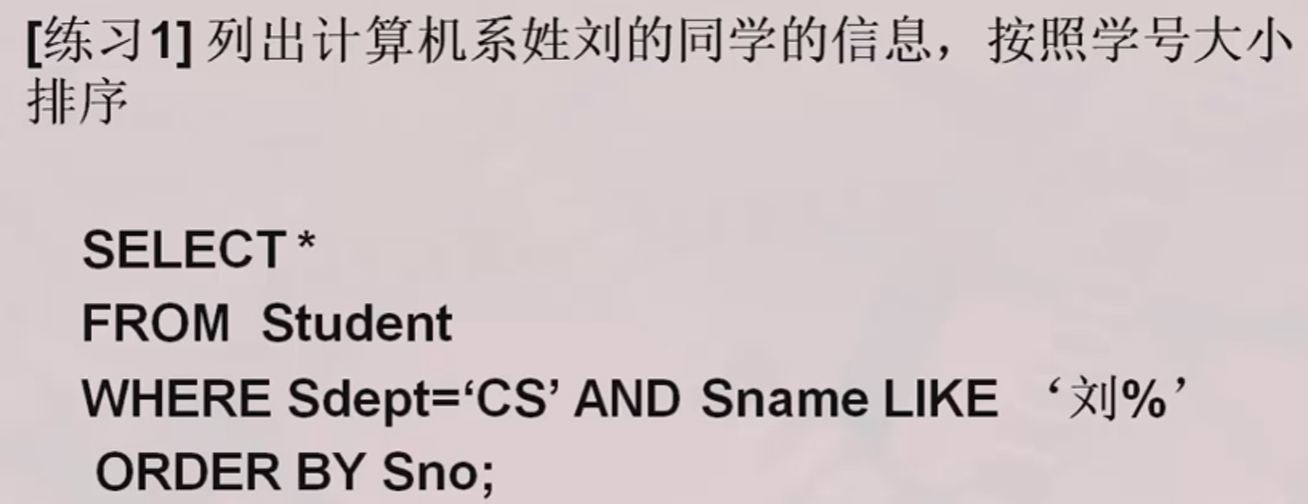 [练习1] 列出计算机系姓刘的同学的信息，按照学号大小
排序
SELECT *
FROM Student
WHERE Sdept=‘CS’ AND Sname LIKE ‘刘%’
ORDER BY Sno;